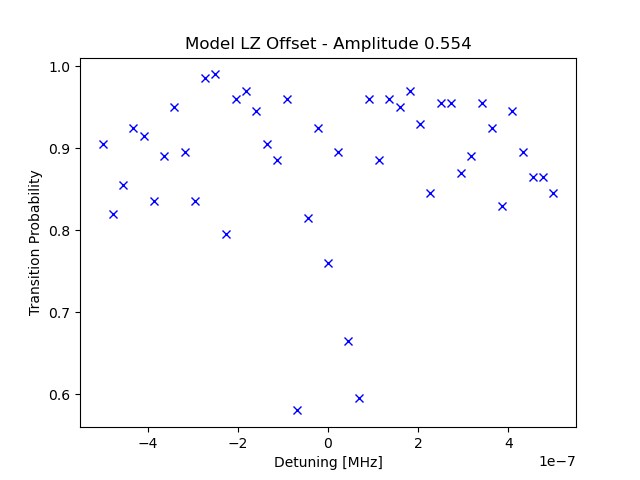 Model LZ Offset - Amplitude 0.554
1.0
0.9
0.8
0.7
0.6
Transition Probability
−4
−2
0
2
4
1e−7
Detuning [MHz]